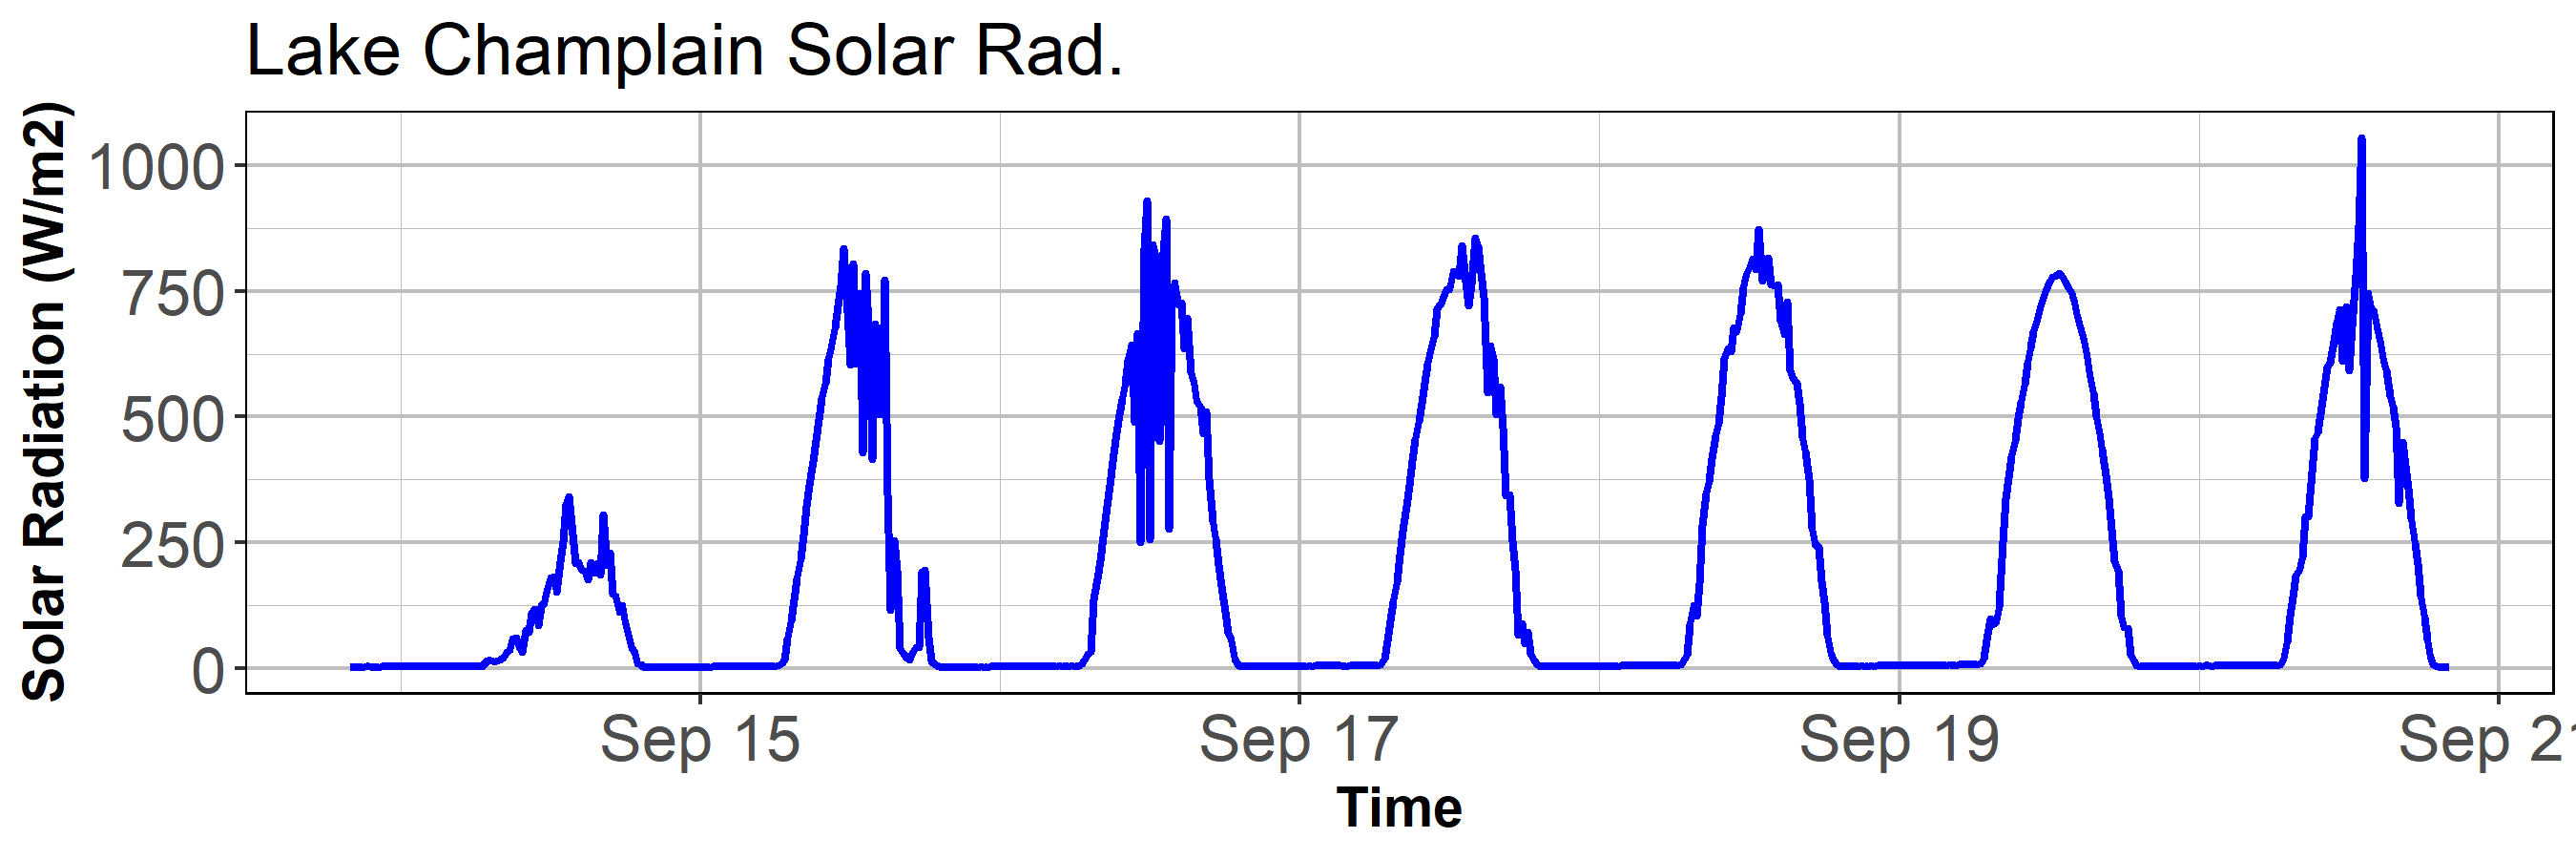 Lake Champlain Solar Rad.
Solar Radiation (W/m2)
1000
750
500
250
0
Sep 15 Sep 17 Sep 19 Sep 21
Time